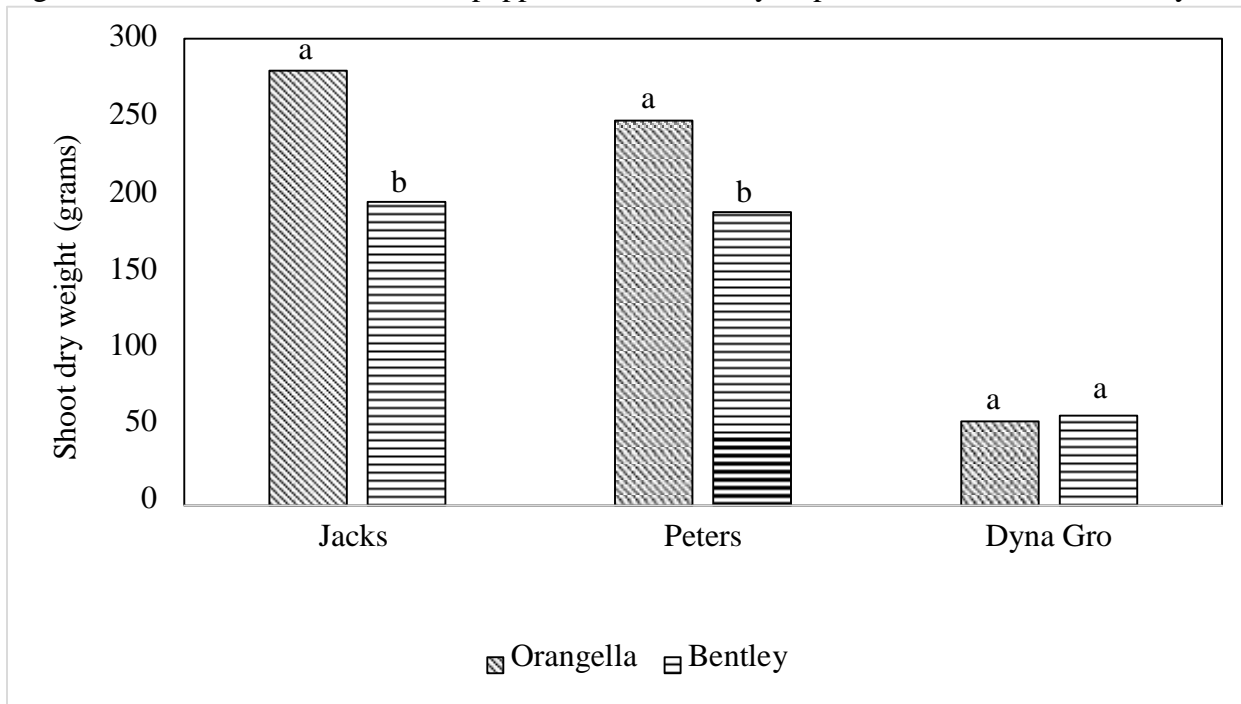 300
250
200
150
100
50
0
Shoot dry weight (grams)
a
b
a
b
a
a
Jacks
Peters
Dyna Gro
Orangella
Bentley